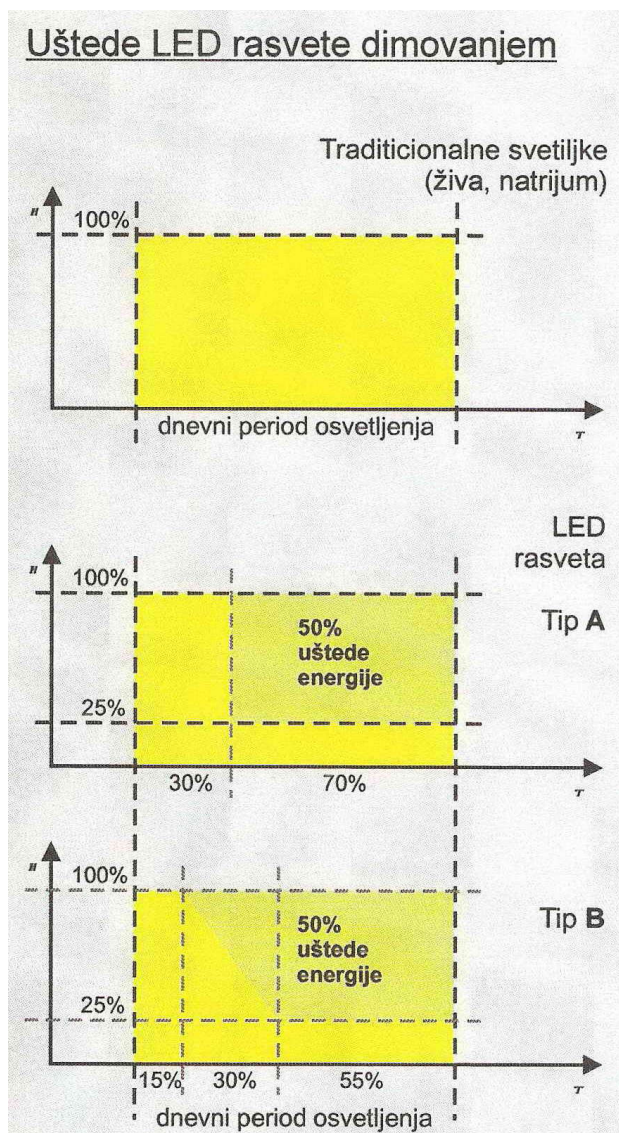 Uštede LED rasvete dimovanjem
Traditicionalne svetiljke
(živa, natrijum)
100%
dnevni period osvetljenja
T
LED
rasveta
100%
Tip A
50%
uštede
energije
25%
30%
70%
T
100%
Tip B
50%
uštede
energije
25%
15%
30%
55%
T
dnevni period osvetljenja